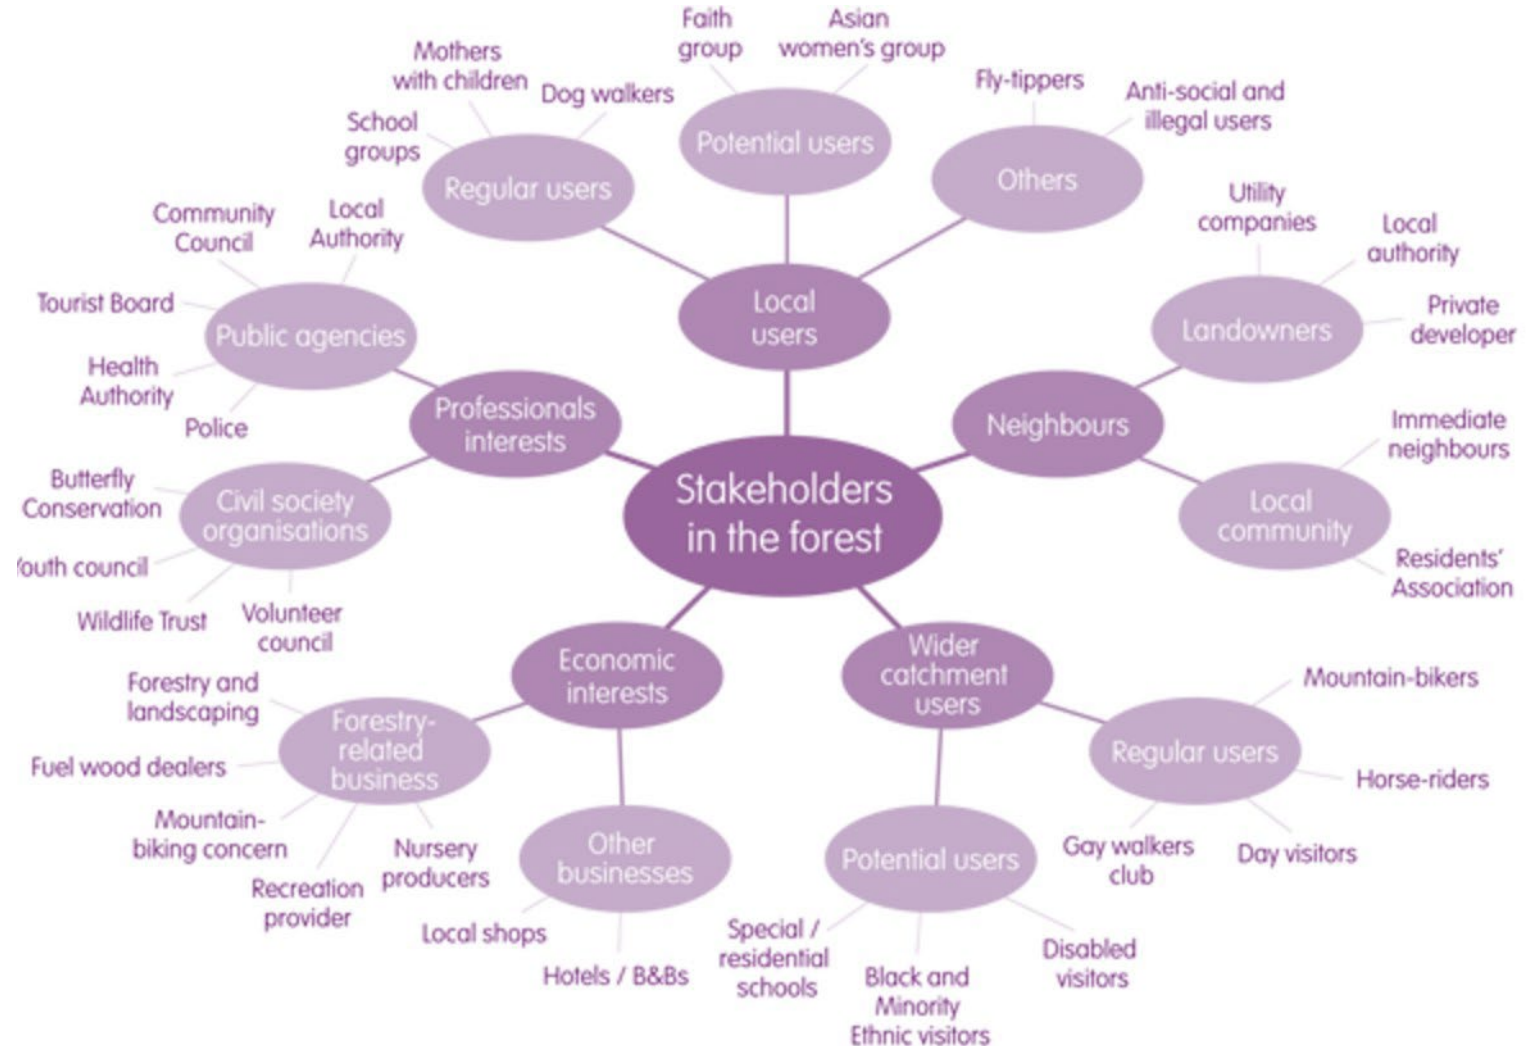 Faith
group
Asian
women's group
Mothers
with children
Dog walkers
School
groups
Regular users
Potential users
Fly-tippers
Anti-social and
illegal users
Others
Local
users
Community
Council
Local
Authority
Tourist Board
Public agencies
Health
Authority
Police
Professionals
interests
Butterfly
Conservation
Civil society
organisations
outh council
Wildlife Trust
Volunteer
council
Utility
companies
Local
authority
Private
developer
Landowners
Neighbours
Immediate
neighbours
Local
community
Residents'
Association
Stakeholders
in the forest
Economic
interests
Forestry and
landscaping
Forestry-
related
business
Fuel wood dealers
Mountain-
biking concern
Recreation
provider
Nursery
producers
Other
businesses
Local shops
Hotels / B&Bs
Wider
catchment
users
Mountain-bikers
Regular users
Horse-riders
Gay walkers
club
Day visitors
Potential users
Special /
residential
schools
Black and
Minority
Ethnic visitors
Disabled
visitors